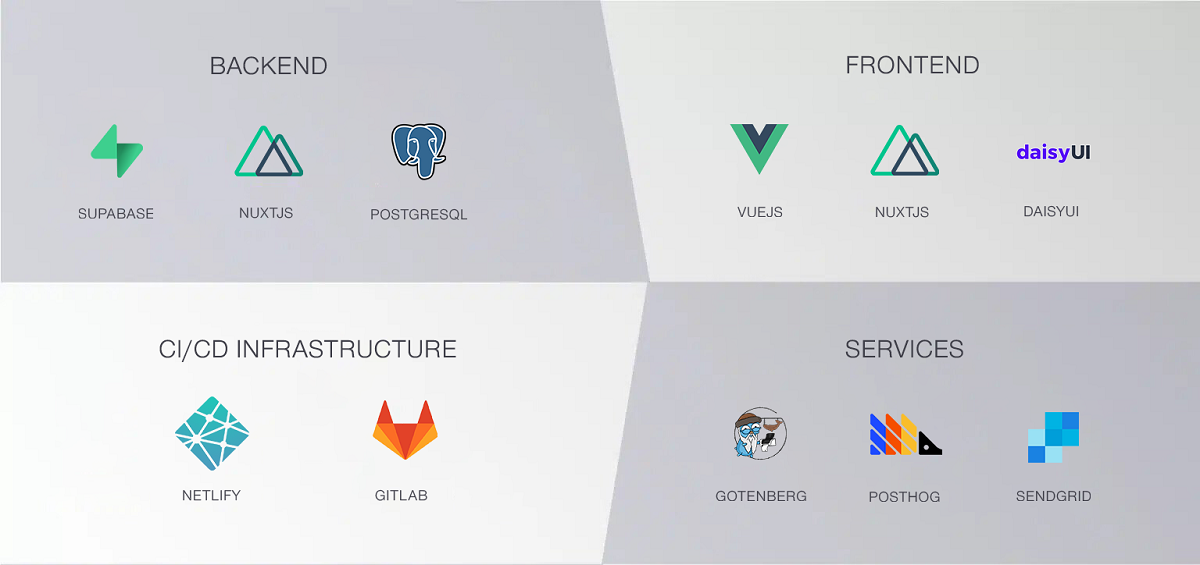 BACKEND
SUPABASE
NUXTJS
POSTGRESQL
FRONTEND
daisyUI
VUEJS
NUXTJS
DAISYUI
CI/CD INFRASTRUCTURE
NETLIFY
GITLAB
SERVICES
GOTENBERG
POSTHOG
SENDGRID